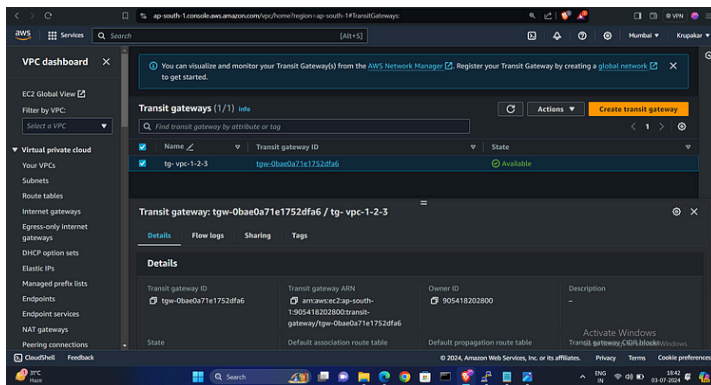 ap-south-1.console.aws.amazon.com/vpc/home?region=ap-south-1#TransitGateways:
VPN
aws
Services
Search
[Alt+S]
Mumbai
Krupakar
VPC dashboard
EC2 Global View
Filter by VPC:
Select a VPC
Virtual private cloud
Your VPCs
Subnets
Route tables
Internet gateways
Egress-only internet
gateways
DHCP option sets
Elastic IPs
Managed prefix lists
Endpoints
Endpoint services
NAT gateways
Peering connections
You can visualize and monitor your Transit Gateway(s) from the AWS Network Manager. Register your Transit Gateway by creating a global network
to get started.
Transit gateways (1/1) Info
Actions
Create transit gateway
Find transit gateway by attribute or tag
1
Name
Transit gateway ID
State
tg- vpc-1-2-3
tgw-0bae0a71e1752dfa6
Available
Transit gateway: tgw-0bae0a71e1752dfa6 / tg- vpc-1-2-3
Details
Flow logs
Sharing
Tags
Details
Transit gateway ID
tgw-0bae0a71e1752dfa6
Transit gateway ARN
arn:aws:ec2:ap-south-
1:905418202800:transit-
gateway/tgw-0bae0a71e1752dfa6
Owner ID
905418202800
Description
–
State
Default association route table
Default propagation route table
Transit gateway CIDR blocks
Activate Windows
CloudShell
Feedback
© 2024, Amazon Web Services, Inc. or its affiliates.
Privacy
Terms
Cookie preferences
31°C
Haze
Search
ENG
IN
18:42
03-07-2024